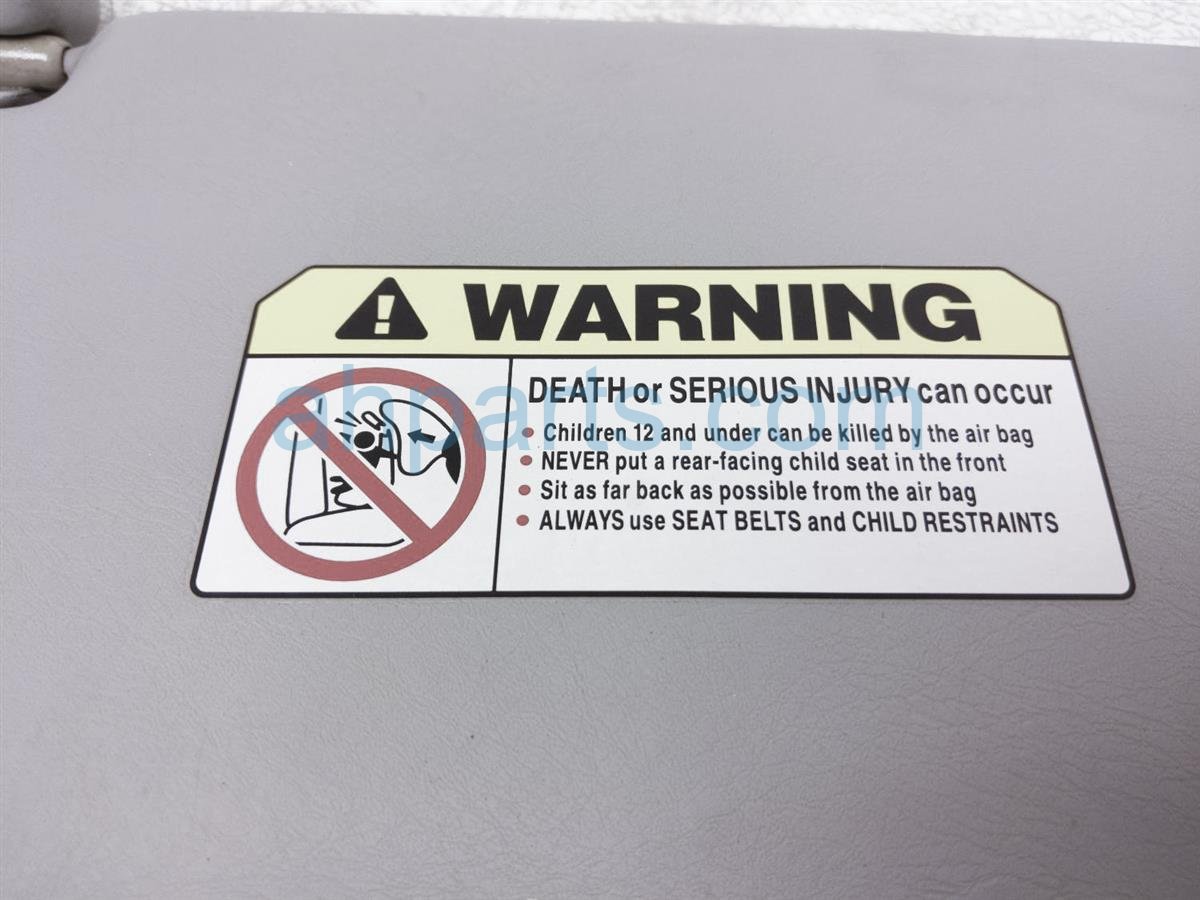 WARNING
DEATH or SERIOUS INJURY can occur
• Children 12 and under can be killed by the air bag
• NEVER put a rear-facing child seat in the front
• Sit as far back as possible from the air bag
• ALWAYS use SEAT BELTS and CHILD RESTRAINTS
abparts.com